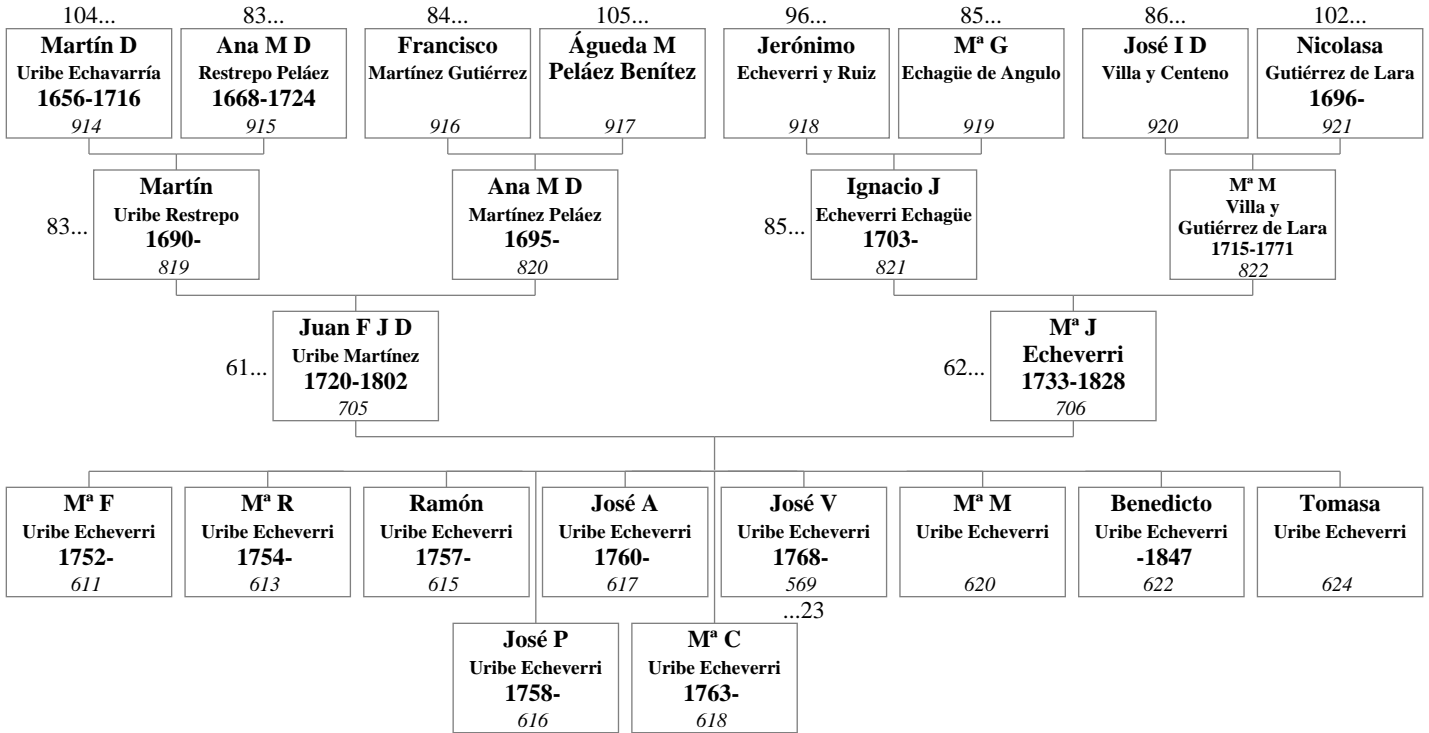 104...
83...
84...
105...
96...
85...
86...
102...
Martín D
Uribe Echavarría
1656-1716
914
Ana M D
Restrepo Peláez
1668-1724
915
Francisco
Martínez Gutiérrez
916
Águeda M
Peláez Benítez
917
Jerónimo
Echeverri y Ruiz
918
Mª G
Echagüe de Angulo
919
José I D
Villa y Centeno
920
Nicolasa
Gutiérrez de Lara
1696-
921
83...
Martín
Uribe Restrepo
1690-
819
Ana M D
Martínez Peláez
1695-
820
85...
Ignacio J
Echeverri Echagüe
1703-
821
Mª M
Villa y
Gutiérrez de Lara
1715-1771
822
61...
Juan F J D
Uribe Martínez
1720-1802
705
62...
Mª J
Echeverri
1733-1828
706
Mª F
Uribe Echeverri
1752-
611
Mª R
Uribe Echeverri
1754-
613
Ramón
Uribe Echeverri
1757-
615
José A
Uribe Echeverri
1760-
617
José V
Uribe Echeverri
1768-
569
...23
Mª M
Uribe Echeverri
620
Benedicto
Uribe Echeverri
-1847
622
Tomasa
Uribe Echeverri
624
José P
Uribe Echeverri
1758-
616
Mª C
Uribe Echeverri
1763-
618